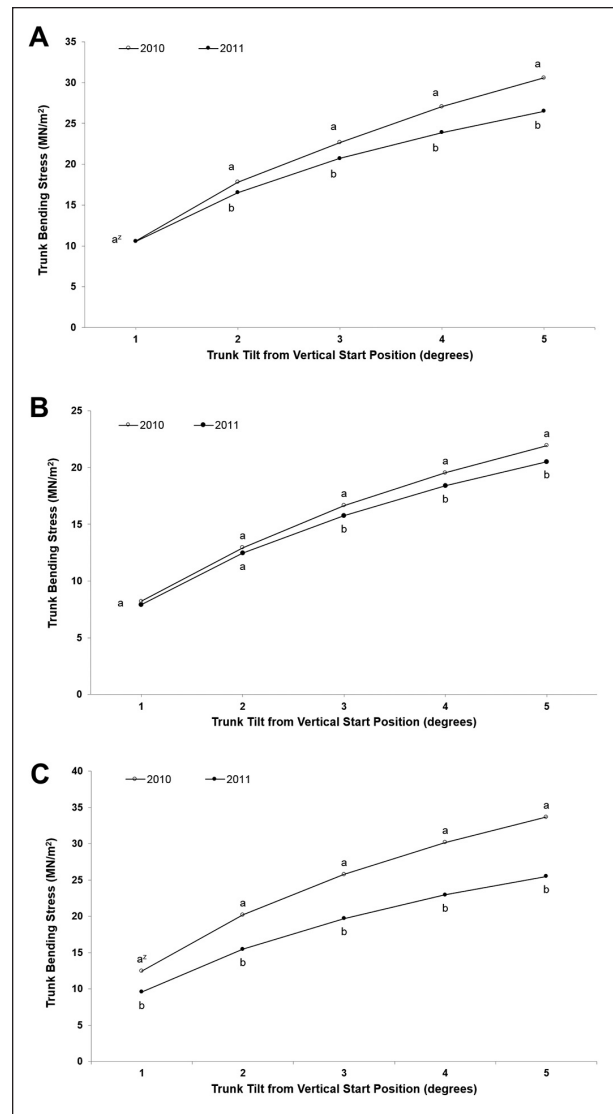 A
2010 2011
35
30
25
20
15
10
5
0
Trunk Bending Stress (MN/m²)
aᶻ
a
b
a
b
a
b
a
b
1 2 3 4 5
Trunk Tilt from Vertical Start Position (degrees)
B
2010 2011
25
20
15
10
5
0
Trunk Bending Stress (MN/m²)
a
a
a
a
b
a
b
a
b
1 2 3 4 5
Trunk Tilt from Vertical Start Position (degrees)
C
2010 2011
40
35
30
25
20
15
10
5
0
Trunk Bending Stress (MN/m²)
aᶻ
b
a
b
a
b
a
b
a
b
1 2 3 4 5
Trunk Tilt from Vertical Start Position (degrees)